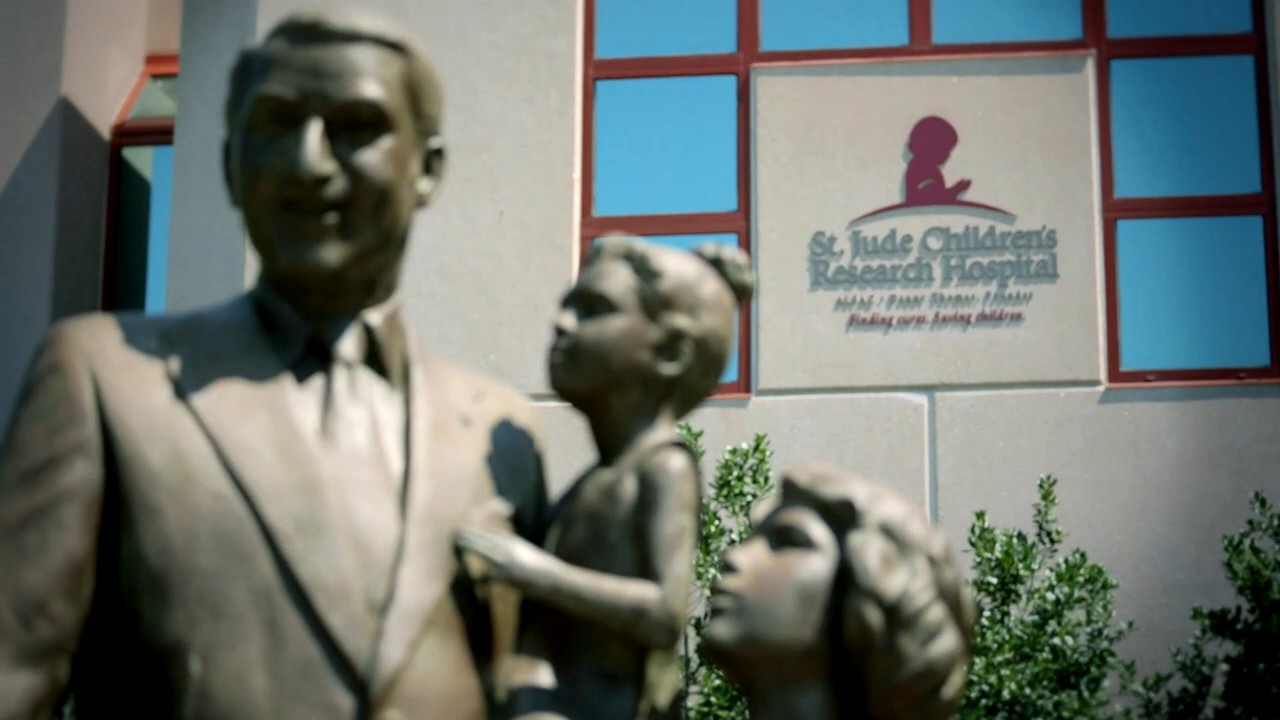 St. Jude Children's
Research Hospital
Finding cures. Saving children.